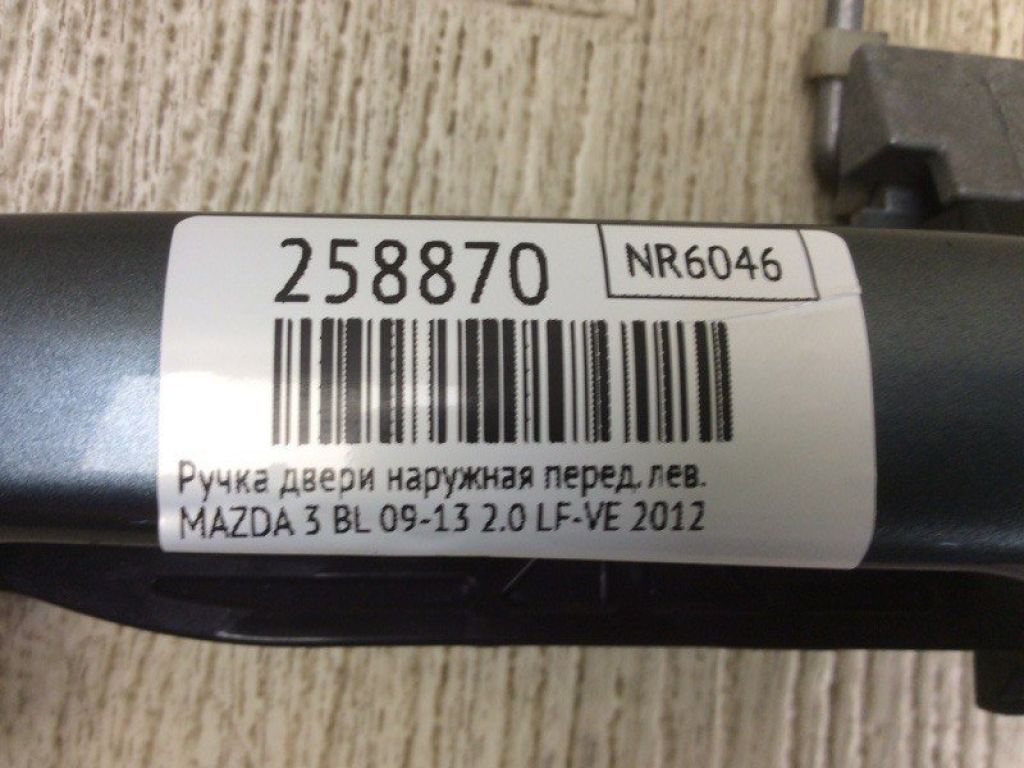 258870
NR6046
Ручка двери наружная перед. лев.
MAZDA 3 BL 09-13 2.0 LF-VE 2012